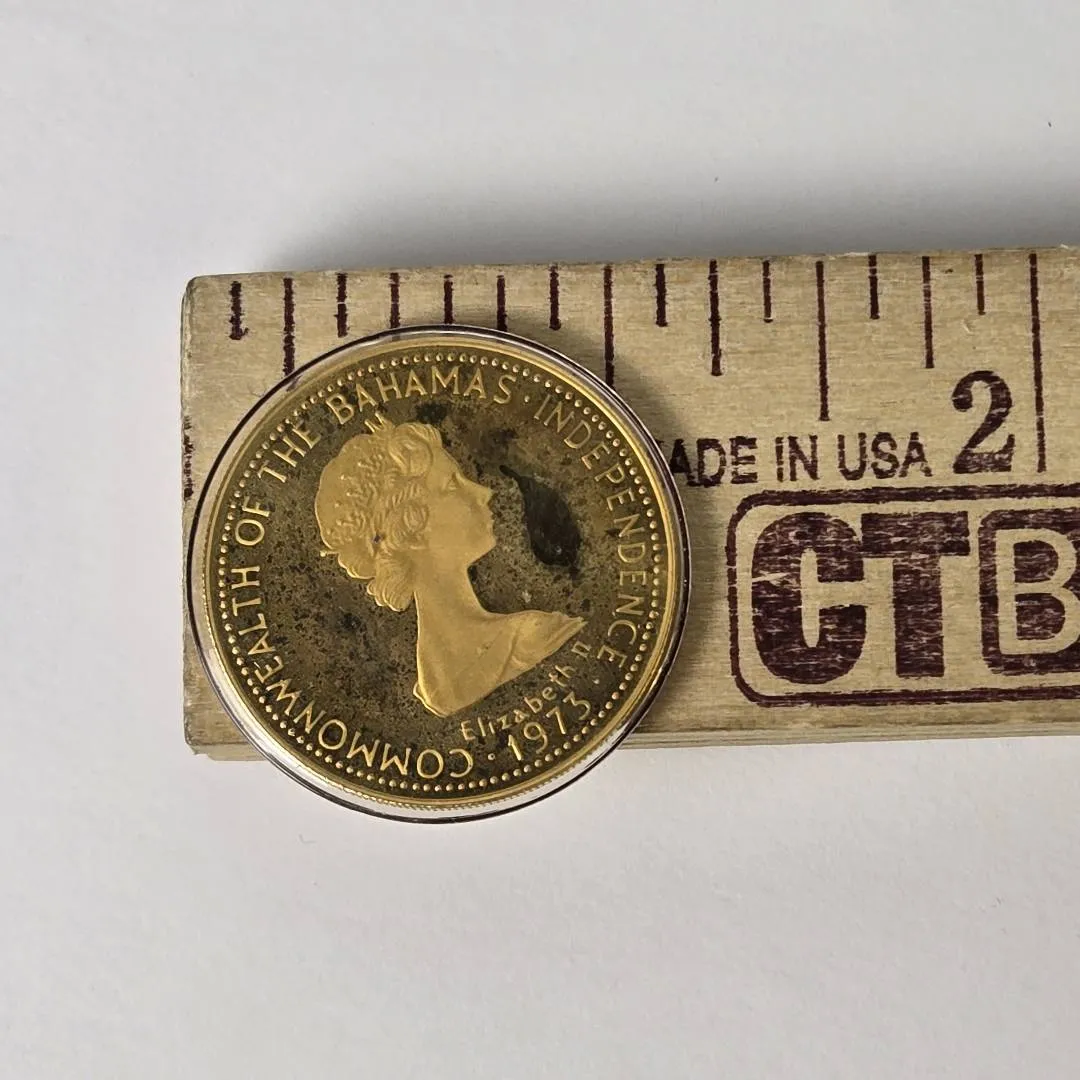 COMMONWEALTH OF THE BAHAMAS · INDEPENDENCE ·
Elizabeth II
· 1973 ·
ADE IN USA
2
CTB